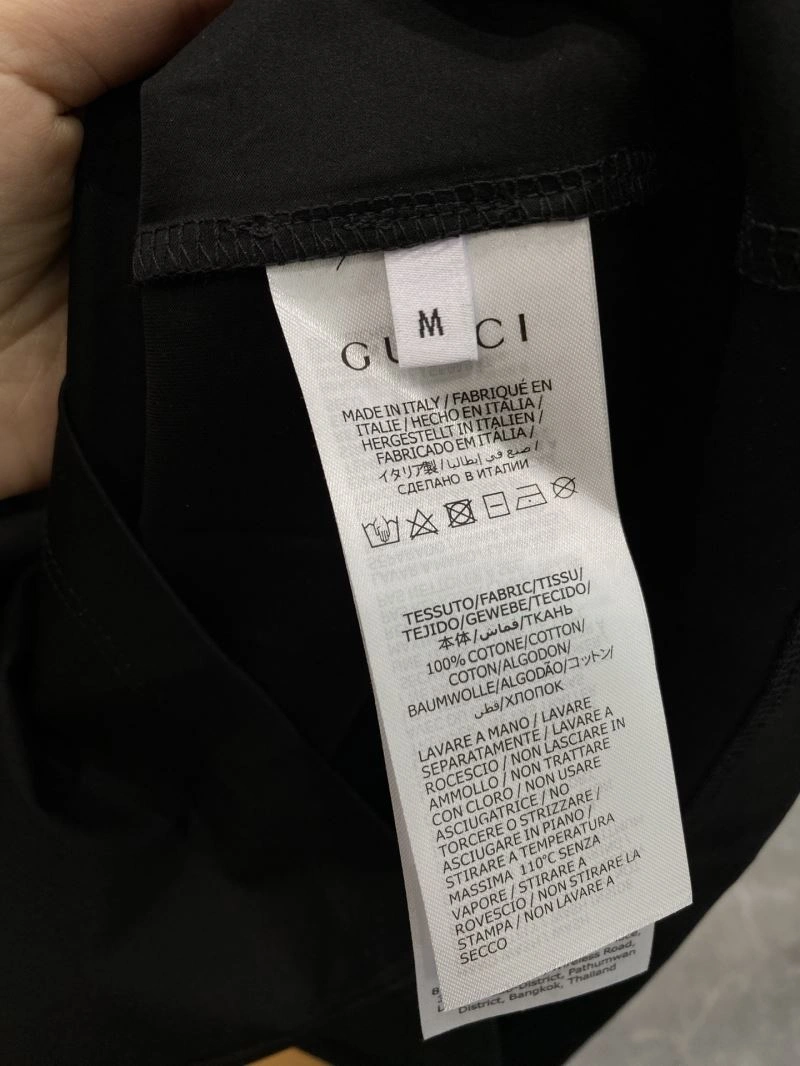 M
GUCCI
MADE IN ITALY / FABRIQUÉ EN
ITALIE / HECHO EN ITALIA /
HERGESTELLT IN ITALIEN /
FABRICADO EM ITÁLIA /
イタリア製 / صنع في إيطاليا /
СДЕЛАНО В ИТАЛИИ
TESSUTO/FABRIC/TISSU/
TEJIDO/GEWEBE/TECIDO/
本体/قماش/ТКАНЬ
100% COTONE/COTTON/
COTON/ALGODON/
BAUMWOLLE/ALGODÃO/コットン/
قطن/ХЛОПОК
LAVARE A MANO / LAVARE
SEPARATAMENTE / LAVARE A
ROCESCIO / NON LASCIARE IN
AMMOLLO / NON TRATTARE
CON CLORO / NON USARE
ASCIUGATRICE / NO
TORCERE O STRIZZARE /
ASCIUGARE IN PIANO /
STIRARE A TEMPERATURA
MASSIMA 110°C SENZA
VAPORE / STIRARE A
ROVESCIO / NON STIRARE LA
STAMPA / NON LAVARE A
SECCO
Road,
District, Pathumwan
District, Bangkok, Thailand